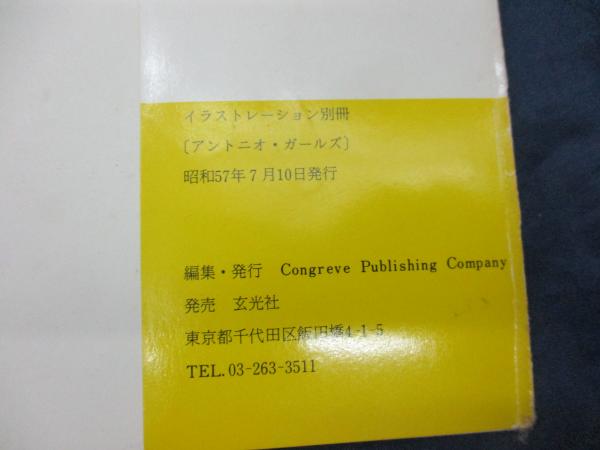 イラストレーション別冊
〔アントニオ・ガールズ〕
昭和57年7月10日発行
編集・発行 Congreve Publishing Company
発売 玄光社
東京都千代田区飯田橋4-1-5
TEL. 03-263-3511